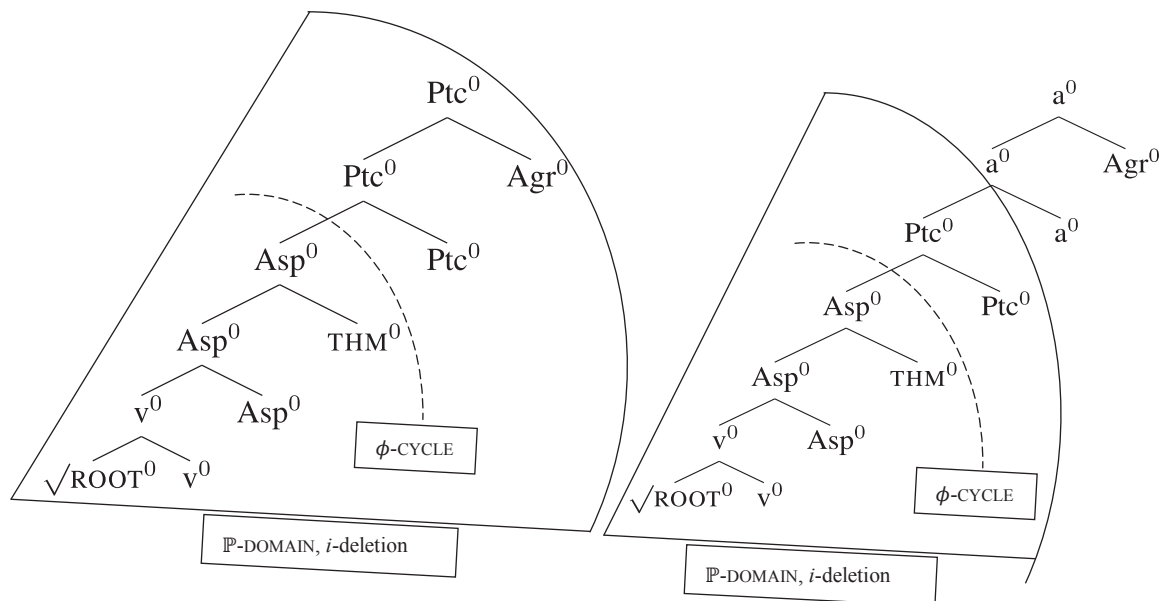 Ptc⁰
Ptc⁰ Agr⁰
Asp⁰ Ptc⁰
Asp⁰ THM⁰
v⁰ Asp⁰
√ROOT⁰ v⁰
ϕ-CYCLE
ℙ-DOMAIN, i-deletion
a⁰
a⁰ Agr⁰
Ptc⁰ a⁰
Asp⁰ Ptc⁰
Asp⁰ THM⁰
v⁰ Asp⁰
√ROOT⁰ v⁰
ϕ-CYCLE
ℙ-DOMAIN, i-deletion